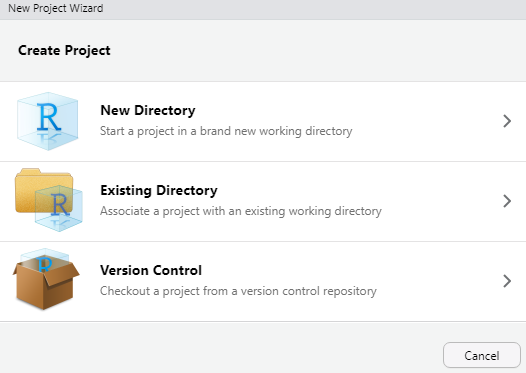 New Project Wizard
Create Project
R
New Directory
Start a project in a brand new working directory
R
Existing Directory
Associate a project with an existing working directory
R
Version Control
Checkout a project from a version control repository
Cancel